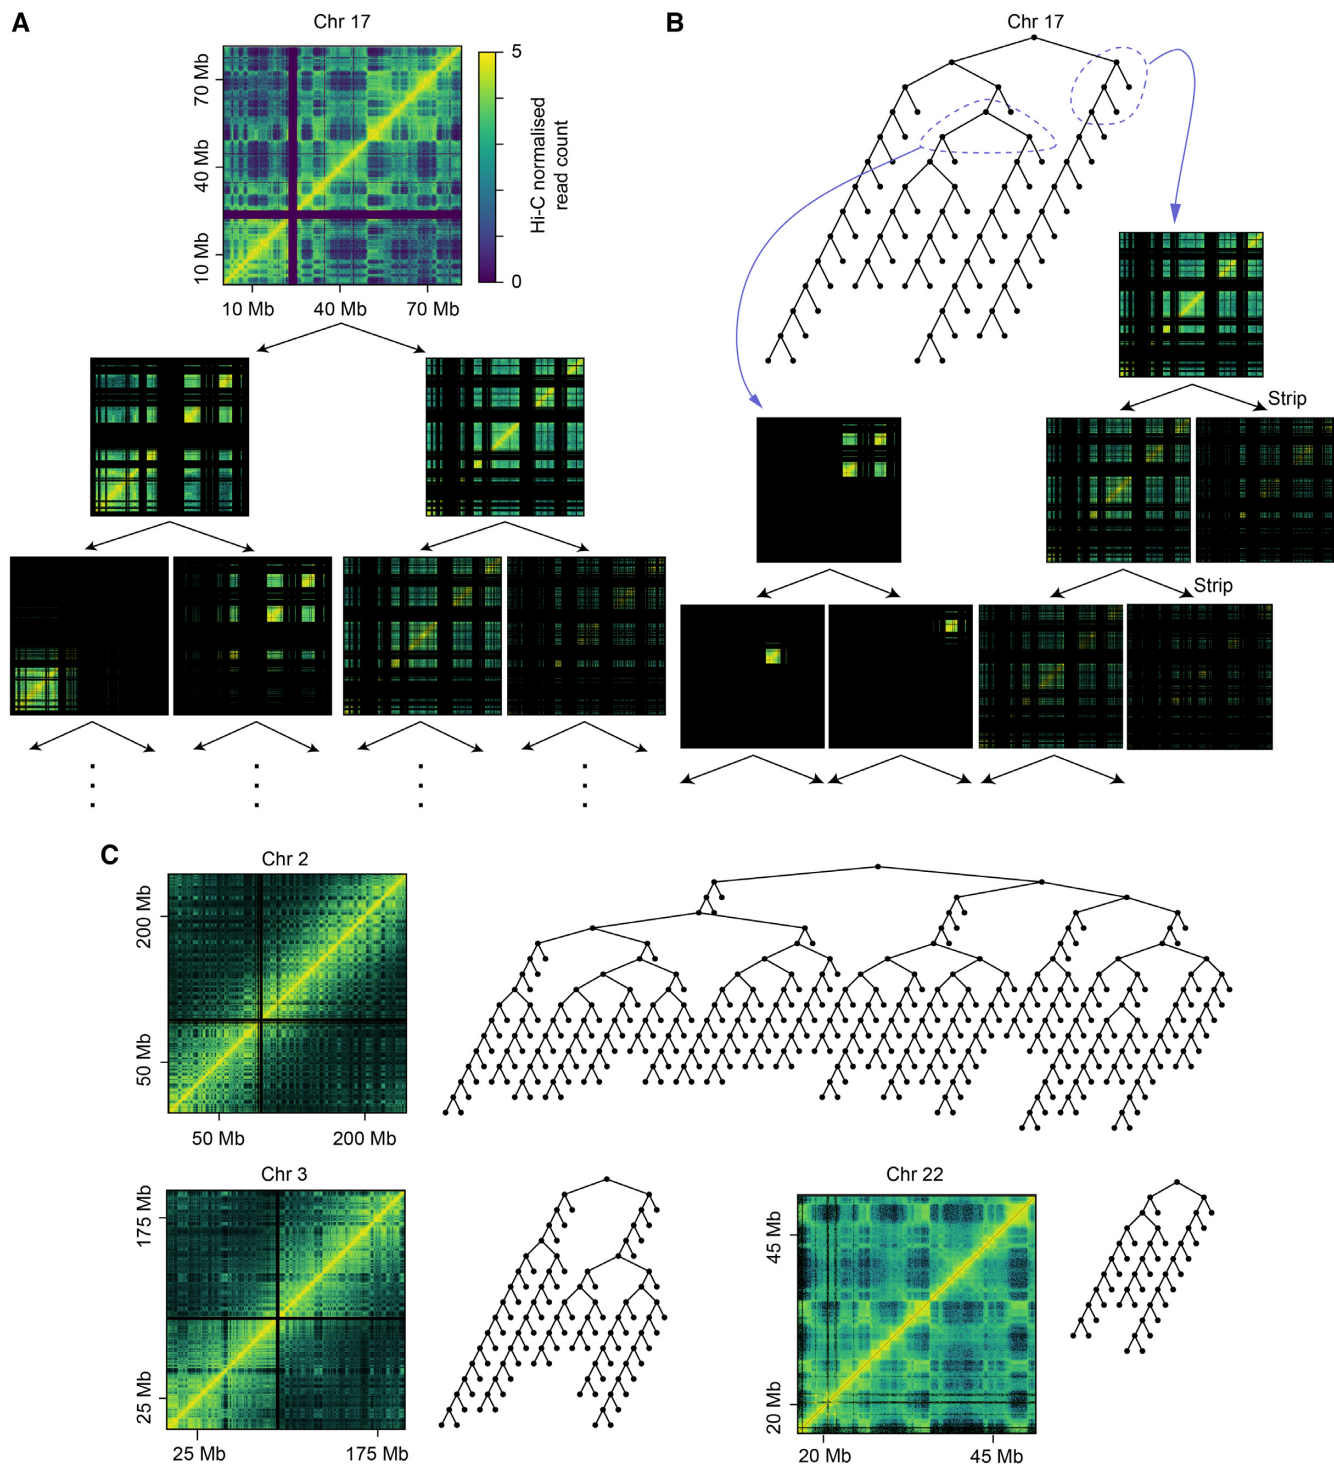 A
Chr 17
70 Mb
40 Mb
10 Mb
10 Mb 40 Mb 70 Mb
5
0
Hi-C normalised
read count
B
Chr 17
Strip
Strip
C
Chr 2
200 Mb
50 Mb
50 Mb 200 Mb
Chr 3
175 Mb
25 Mb
25 Mb 175 Mb
Chr 22
45 Mb
20 Mb
20 Mb 45 Mb